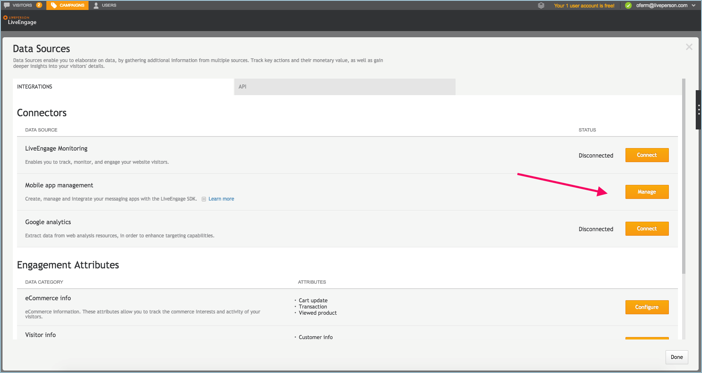 VISITORS 0 CAMPAIGNS USERS Your 1 user account is free! oferm@liveperson.com
LIVEPERSON
LiveEngage
Data Sources
Data Sources enable you to elaborate on data, by gathering additional information from multiple sources. Track key actions and their monetary value, as well as gain
deeper insights into your visitors' details.
INTEGRATIONS API
Connectors
DATA SOURCE STATUS
LiveEngage Monitoring
Enables you to track, monitor, and engage your website visitors.
Disconnected Connect
Mobile app management
Create, manage and integrate your messaging apps with the LiveEngage SDK. Learn more
Manage
Google analytics
Extract data from web analysis resources, in order to enhance targeting capabilities.
Disconnected Connect
Engagement Attributes
DATA CATEGORY ATTRIBUTES
eCommerce info
eCommerce information. These attributes allow you to track the commerce interests and activity of your
visitors.
• Cart update
• Transaction
• Viewed product
Configure
Visitor info
• Customer info
Done